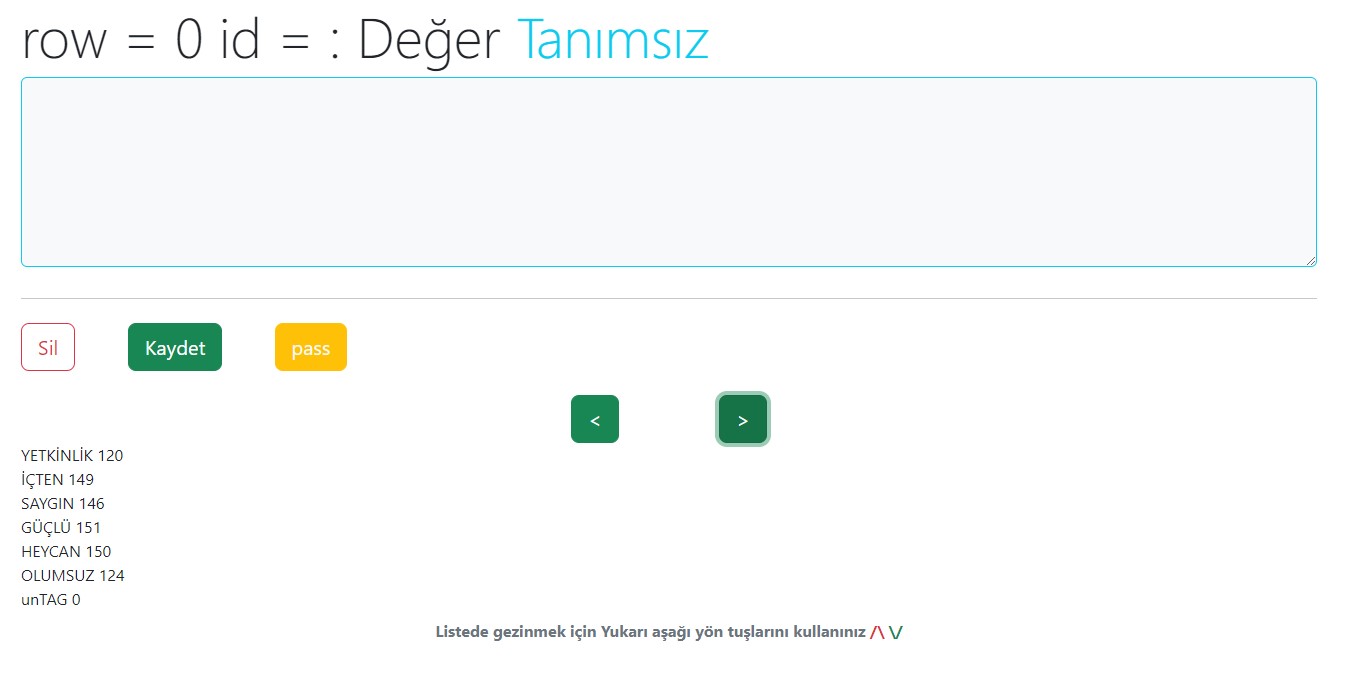 row = 0 id = : Değer Tanımsız
Sil Kaydet pass
< >
YETKİNLİK 120
İÇTEN 149
SAYGIN 146
GÜÇLÜ 151
HEYCAN 150
OLUMSUZ 124
unTAG 0
Listede gezinmek için Yukarı aşağı yön tuşlarını kullanınız /\ \/